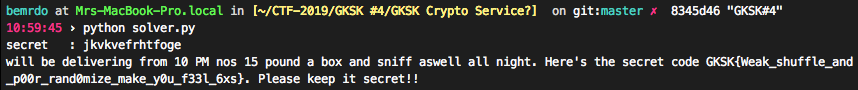 bemrdo at Mrs-MacBook-Pro.local in [~/CTF-2019/GKSK #4/GKSK Crypto Service?]  on git:master ✗  8345d46 "GKSK#4"
10:59:45 › python solver.py
secret   : jkvkvefrhtfoge
will be delivering from 10 PM nos 15 pound a box and sniff aswell all night. Here's the secret code GKSK{Weak_shuffle_and
_p00r_rand0mize_make_y0u_f33l_6xs}. Please keep it secret!!